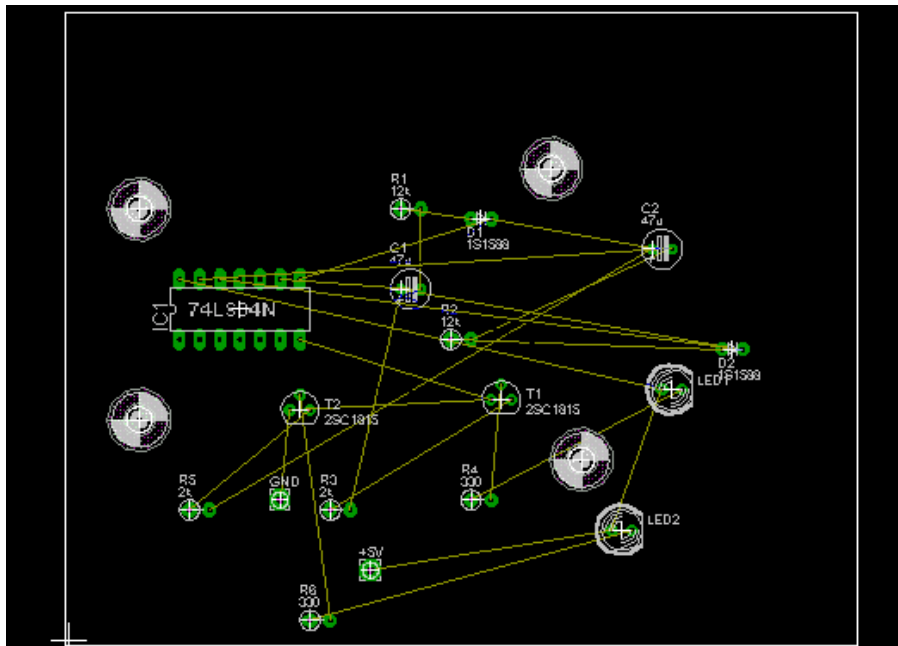 R1
12k
C2
47u
D1
1S1588
C1
47u
IC1
74LS04N
R2
12k
D2
1S1588
LED1
T2
2SC1815
T1
2SC1815
R5
2k
GND
R3
2k
R4
330
LED2
+5V
R6
330